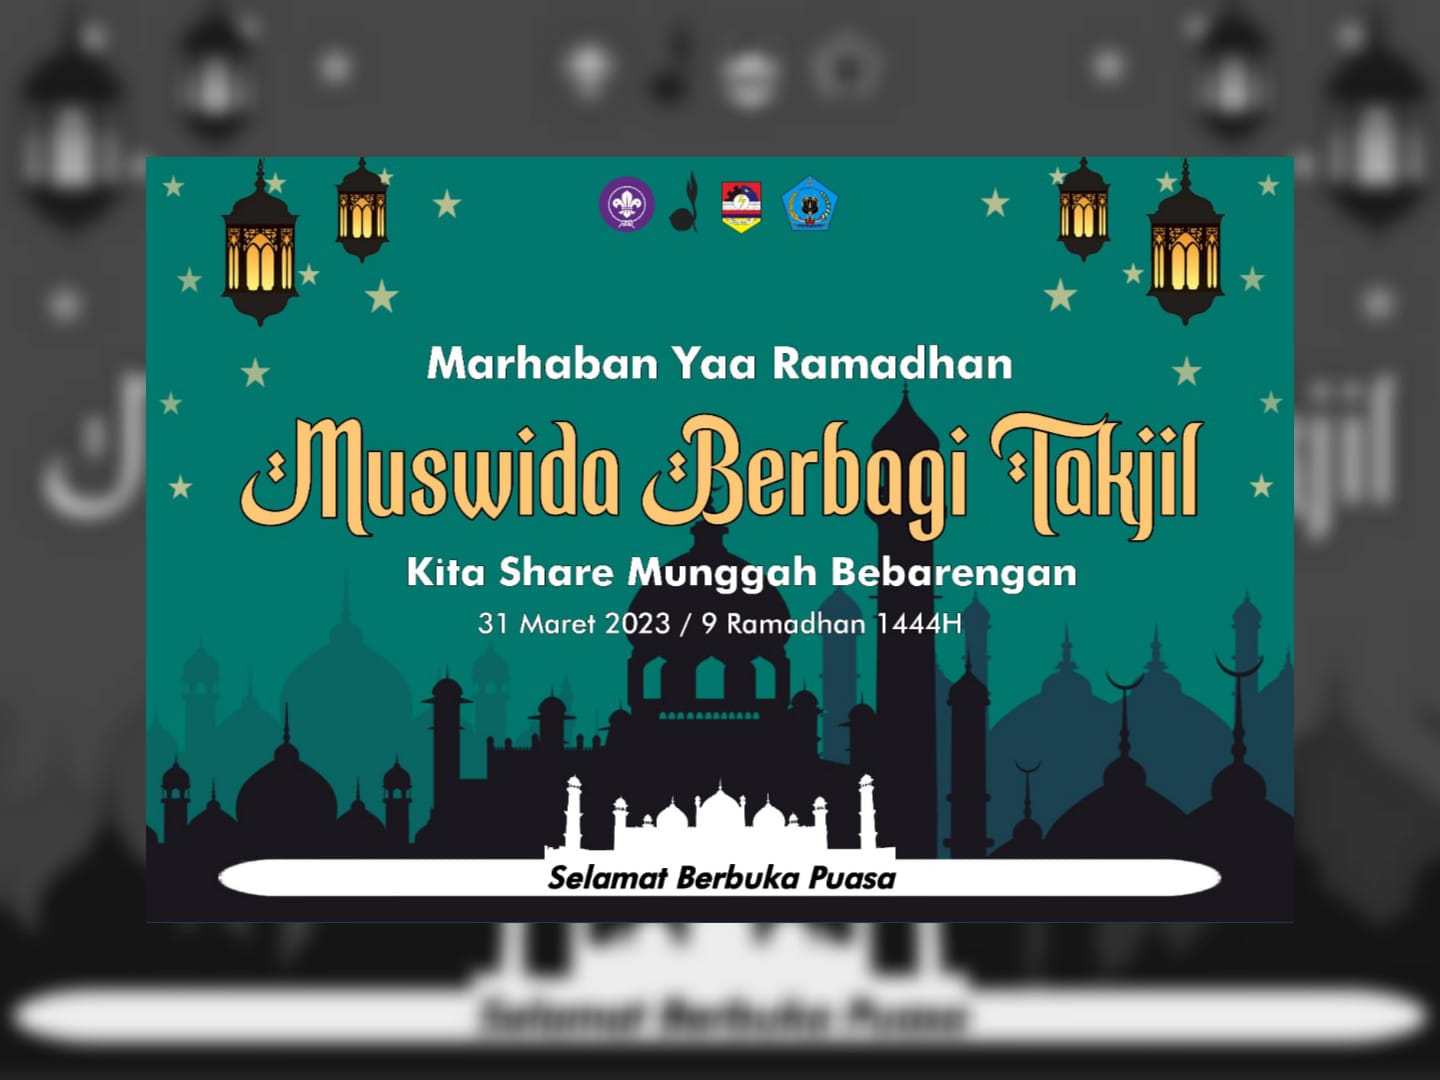 Marhaban Yaa Ramadhan
Muswida Berbagi Takjil
Kita Share Munggah Bebarengan
31 Maret 2023 / 9 Ramadhan 1444H
Selamat Berbuka Puasa